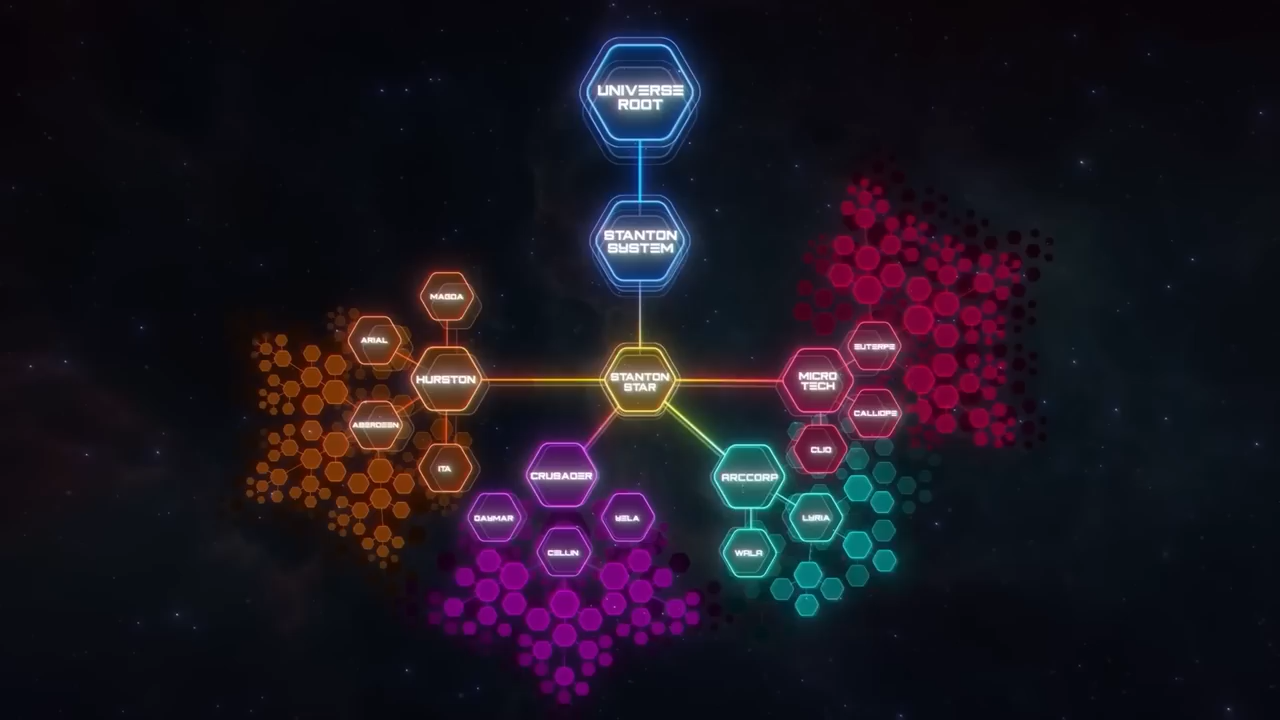 UNIVERSE
ROOT
STANTON
SYSTEM
MAGDA
ARIAL
HURSTON
ABERDEEN
ITA
STANTON
STAR
MICRO
TECH
EUTERPE
CALLIOPE
CLIO
CRUSADER
DAYMAR
YELA
CELLIN
ARCCORP
LYRIA
WALA